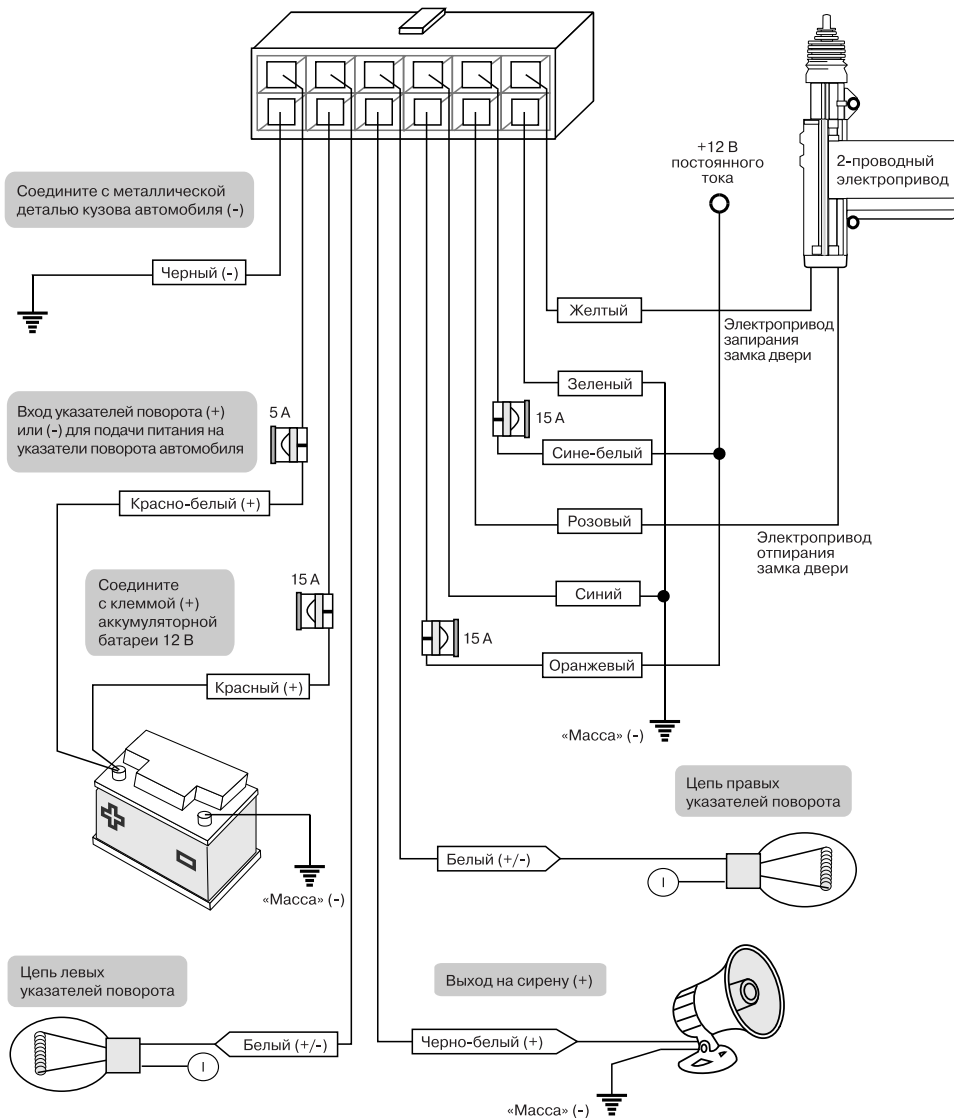 +12 В
постоянного
тока
2-проводный
электропривод
Соедините с металлической
деталью кузова автомобиля (-)
Черный (-)
Желтый
Электропривод
запирания
замка двери
Зеленый
Вход указателей поворота (+)
или (-) для подачи питания на
указатели поворота автомобиля
5 А
15 А
Сине-белый
Красно-белый (+)
Розовый
Электропривод
отпирания
замка двери
Соедините
с клеммой (+)
аккумуляторной
батареи 12 В
15 А
Синий
15 А
Оранжевый
Красный (+)
«Масса» (-)
Цепь правых
указателей поворота
Белый (+/-)
I
«Масса» (-)
Цепь левых
указателей поворота
Выход на сирену (+)
Белый (+/-)
I
Черно-белый (+)
«Масса» (-)